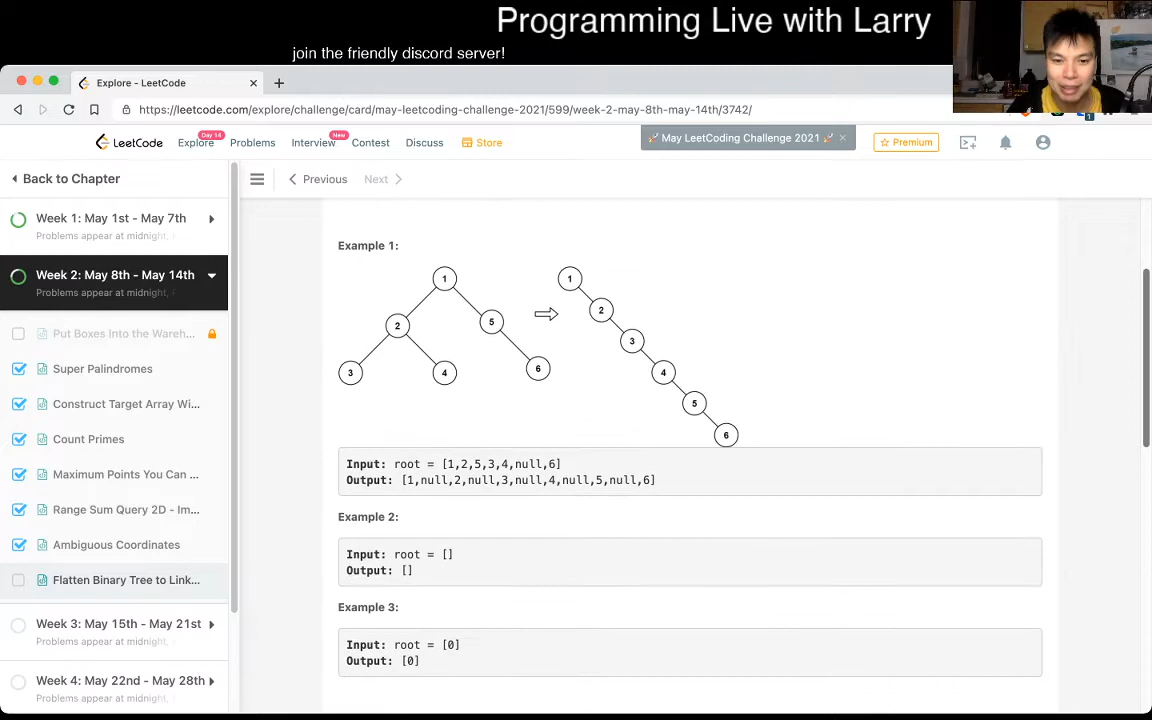 Programming Live with Larry
join the friendly discord server!
Explore - LeetCode
https://leetcode.com/explore/challenge/card/may-leetcoding-challenge-2021/599/week-2-may-8th-may-14th/3742/
LeetCode
Explore
Day 14
Problems
Interview
New
Contest
Discuss
Store
May LeetCoding Challenge 2021
Premium
Back to Chapter
Previous
Next
Week 1: May 1st - May 7th
Problems appear at midnight,
Week 2: May 8th - May 14th
Problems appear at midnight,
Put Boxes Into the Wareh...
Super Palindromes
Construct Target Array Wi...
Count Primes
Maximum Points You Can ...
Range Sum Query 2D - Im...
Ambiguous Coordinates
Flatten Binary Tree to Link...
Week 3: May 15th - May 21st
Problems appear at midnight,
Week 4: May 22nd - May 28th
Problems appear at midnight,
Example 1:
1
2
5
3
4
6
1
2
3
4
5
6
Input: root = [1,2,5,3,4,null,6]
Output: [1,null,2,null,3,null,4,null,5,null,6]
Example 2:
Input: root = []
Output: []
Example 3:
Input: root = [0]
Output: [0]
1